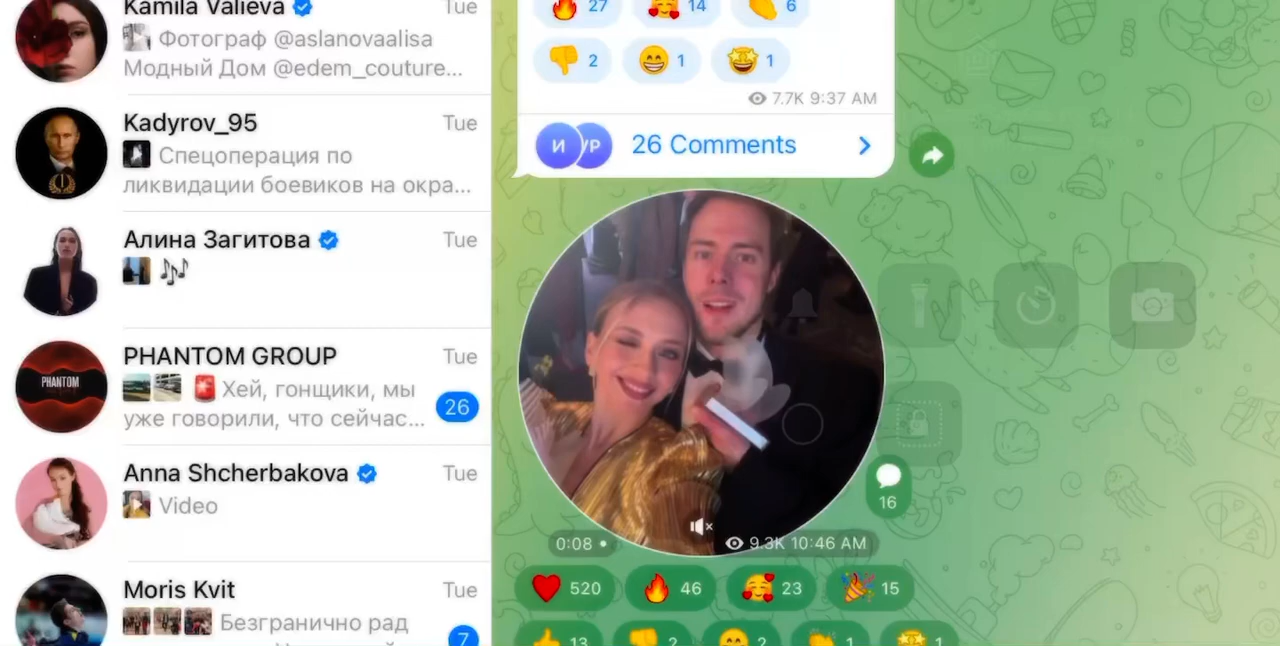 Kamila Valieva
Tue
Фотограф @aslanovaalisa
Модный Дом @edem_couture...
Kadyrov_95
Tue
Спецоперация по
ликвидации боевиков на окра...
Алина Загитова
Tue
PHANTOM GROUP
Tue
PHANTOM
Хей, гонщики, мы
уже говорили, что сейчас...
26
Anna Shcherbakova
Tue
Video
Moris Kvit
Tue
Безгранично рад
7
27
14
6
2
1
1
7.7K 9:37 AM
И
УР
26 Comments
16
0:08
9.3K 10:46 AM
520
46
23
15
13
2
2
1
1